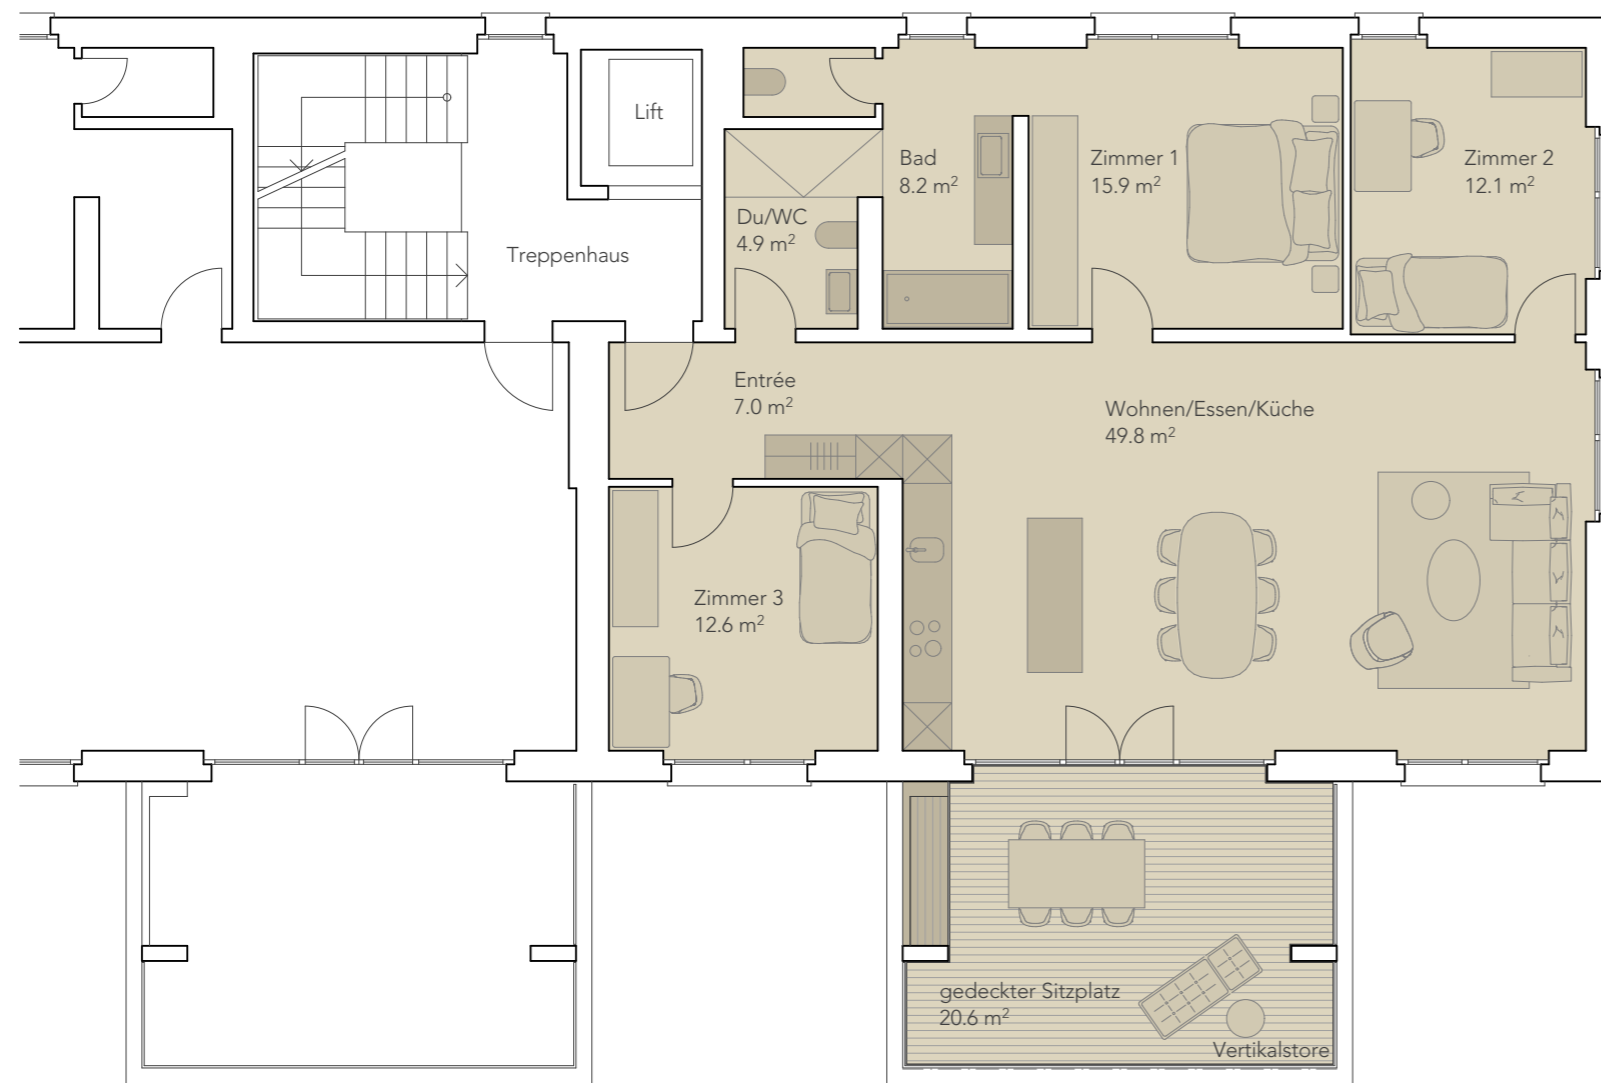 Lift
Bad
8.2 m²
Zimmer 1
15.9 m²
Zimmer 2
12.1 m²
Du/WC
4.9 m²
Treppenhaus
Entrée
7.0 m²
Wohnen/Essen/Küche
49.8 m²
Zimmer 3
12.6 m²
gedeckter Sitzplatz
20.6 m²
Vertikalstore